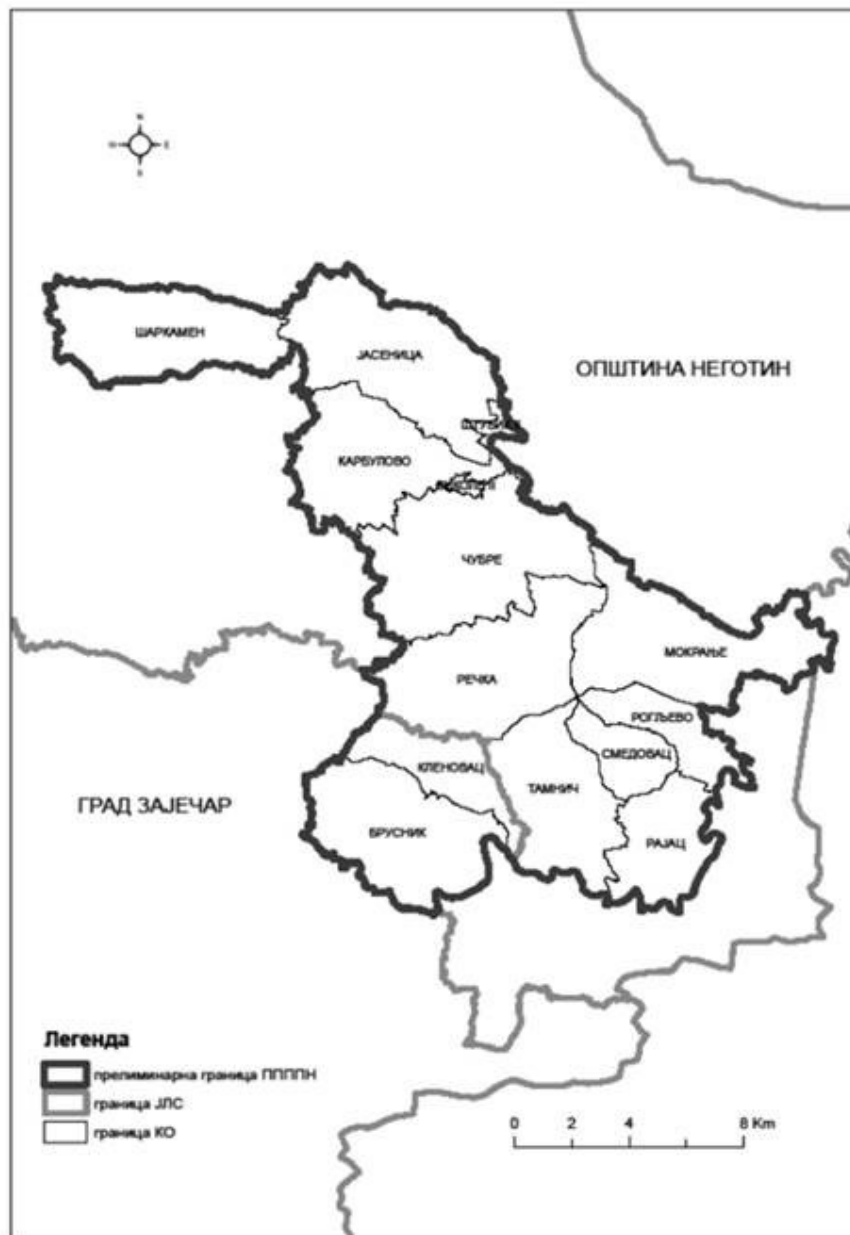 N
E
S
ШАРКАМЕН
ЈАСЕНИЦА
ОПШТИНА НЕГОТИН
КАРБУЛОВО
ЧУБРЕ
МОКРАЊЕ
РЕЧКА
РОГЉЕВО
СМЕДОВАЦ
КЛЕНОВАЦ
ТАМНИЧ
ГРАД ЗАЈЕЧАР
БРУСНИК
РАЈАЦ
Легенда
прелиминарна граница ПППН
граница ЈЛС
граница КО
0 2 4 8 Km